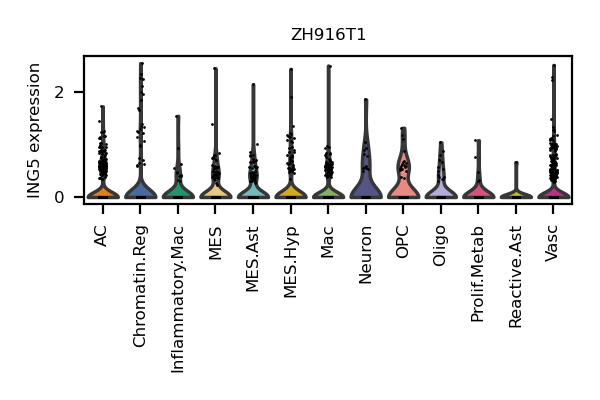 ZH916T1
ING5 expression
2
0
AC
Chromatin.Reg
Inflammatory.Mac
MES
MES.Ast
MES.Hyp
Mac
Neuron
OPC
Oligo
Prolif.Metab
Reactive.Ast
Vasc